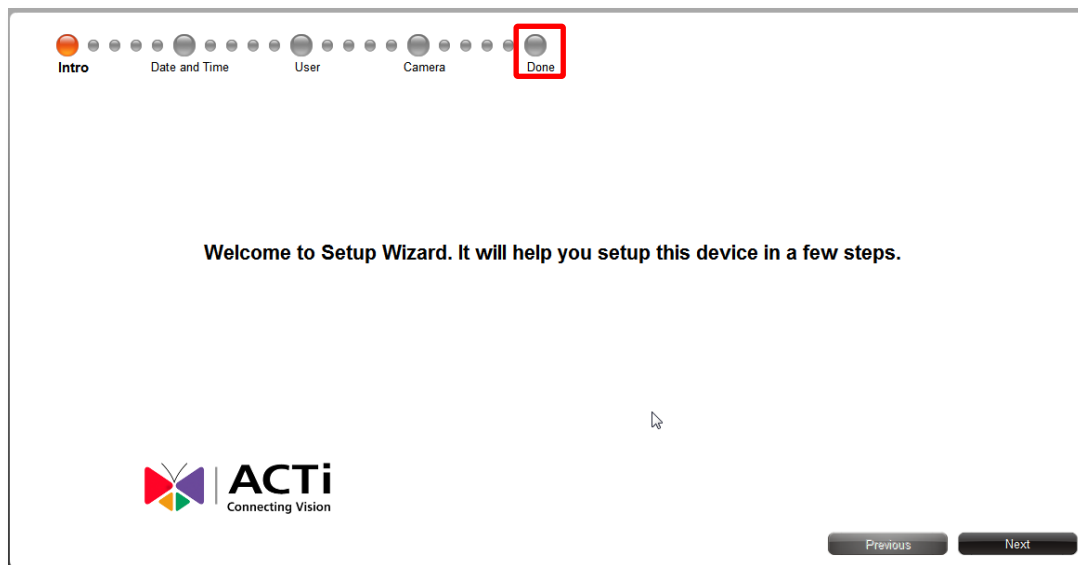 Intro Date and Time User Camera Done
Welcome to Setup Wizard. It will help you setup this device in a few steps.
ACTi
Connecting Vision
Previous Next